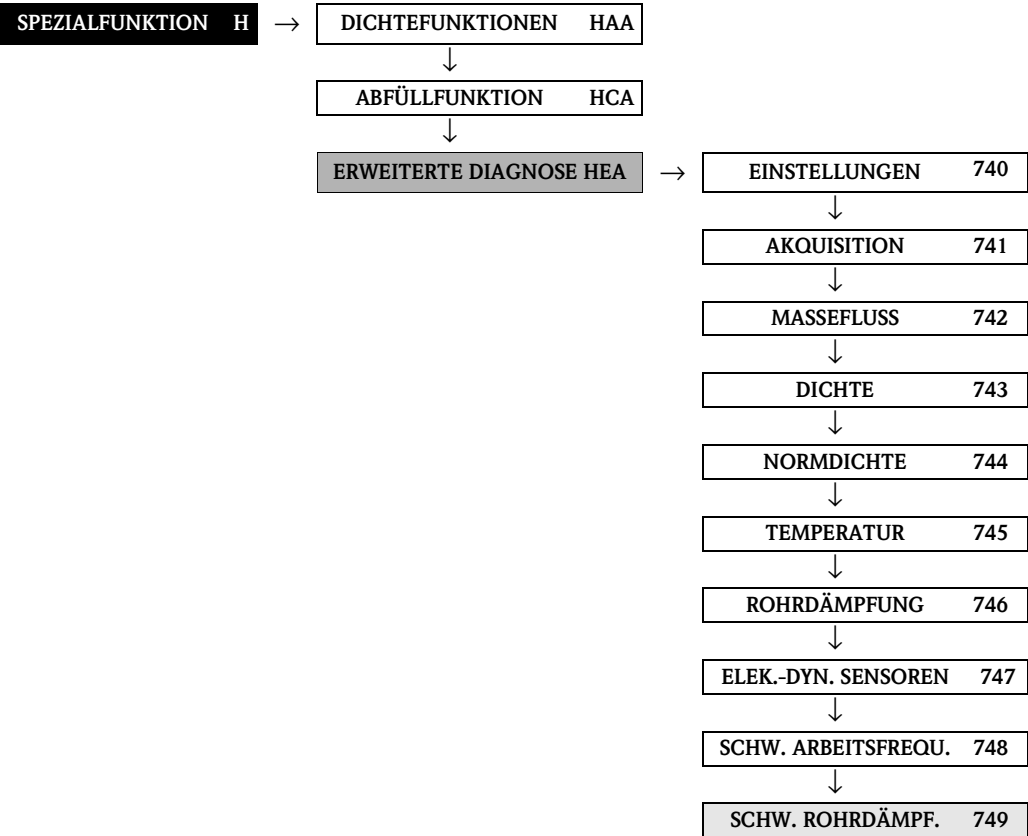 SPEZIALFUNKTION H → DICHTEFUNKTIONEN HAA
↓
ABFÜLLFUNKTION HCA
↓
ERWEITERTE DIAGNOSE HEA → EINSTELLUNGEN 740
↓
AKQUISITION 741
↓
MASSEFLUSS 742
↓
DICHTE 743
↓
NORMDICHTE 744
↓
TEMPERATUR 745
↓
ROHRDÄMPFUNG 746
↓
ELEK.-DYN. SENSOREN 747
↓
SCHW. ARBEITSFREQU. 748
↓
SCHW. ROHRDÄMPF. 749